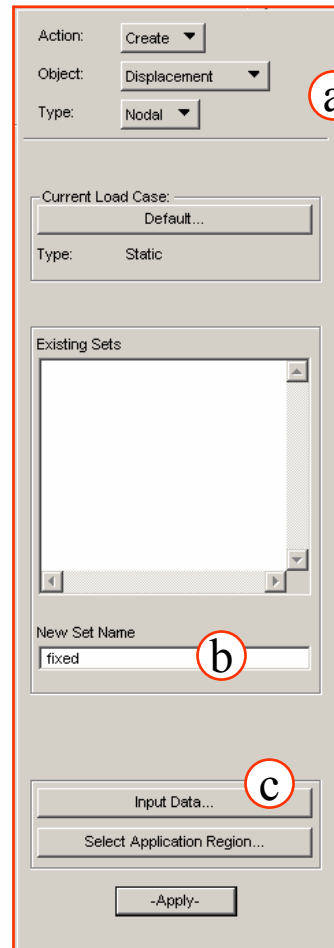 Action: Create
Object: Displacement
a
Type: Nodal
Current Load Case:
Default...
Type: Static
Existing Sets
New Set Name
fixed
b
c
Input Data...
Select Application Region...
-Apply-